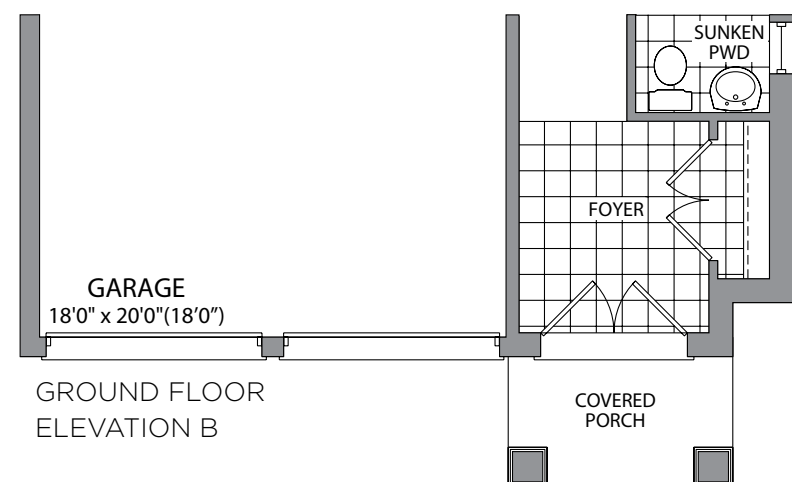 SUNKEN
PWD
FOYER
GARAGE
18'0" x 20'0"(18’0”)
GROUND FLOOR
ELEVATION B
COVERED
PORCH